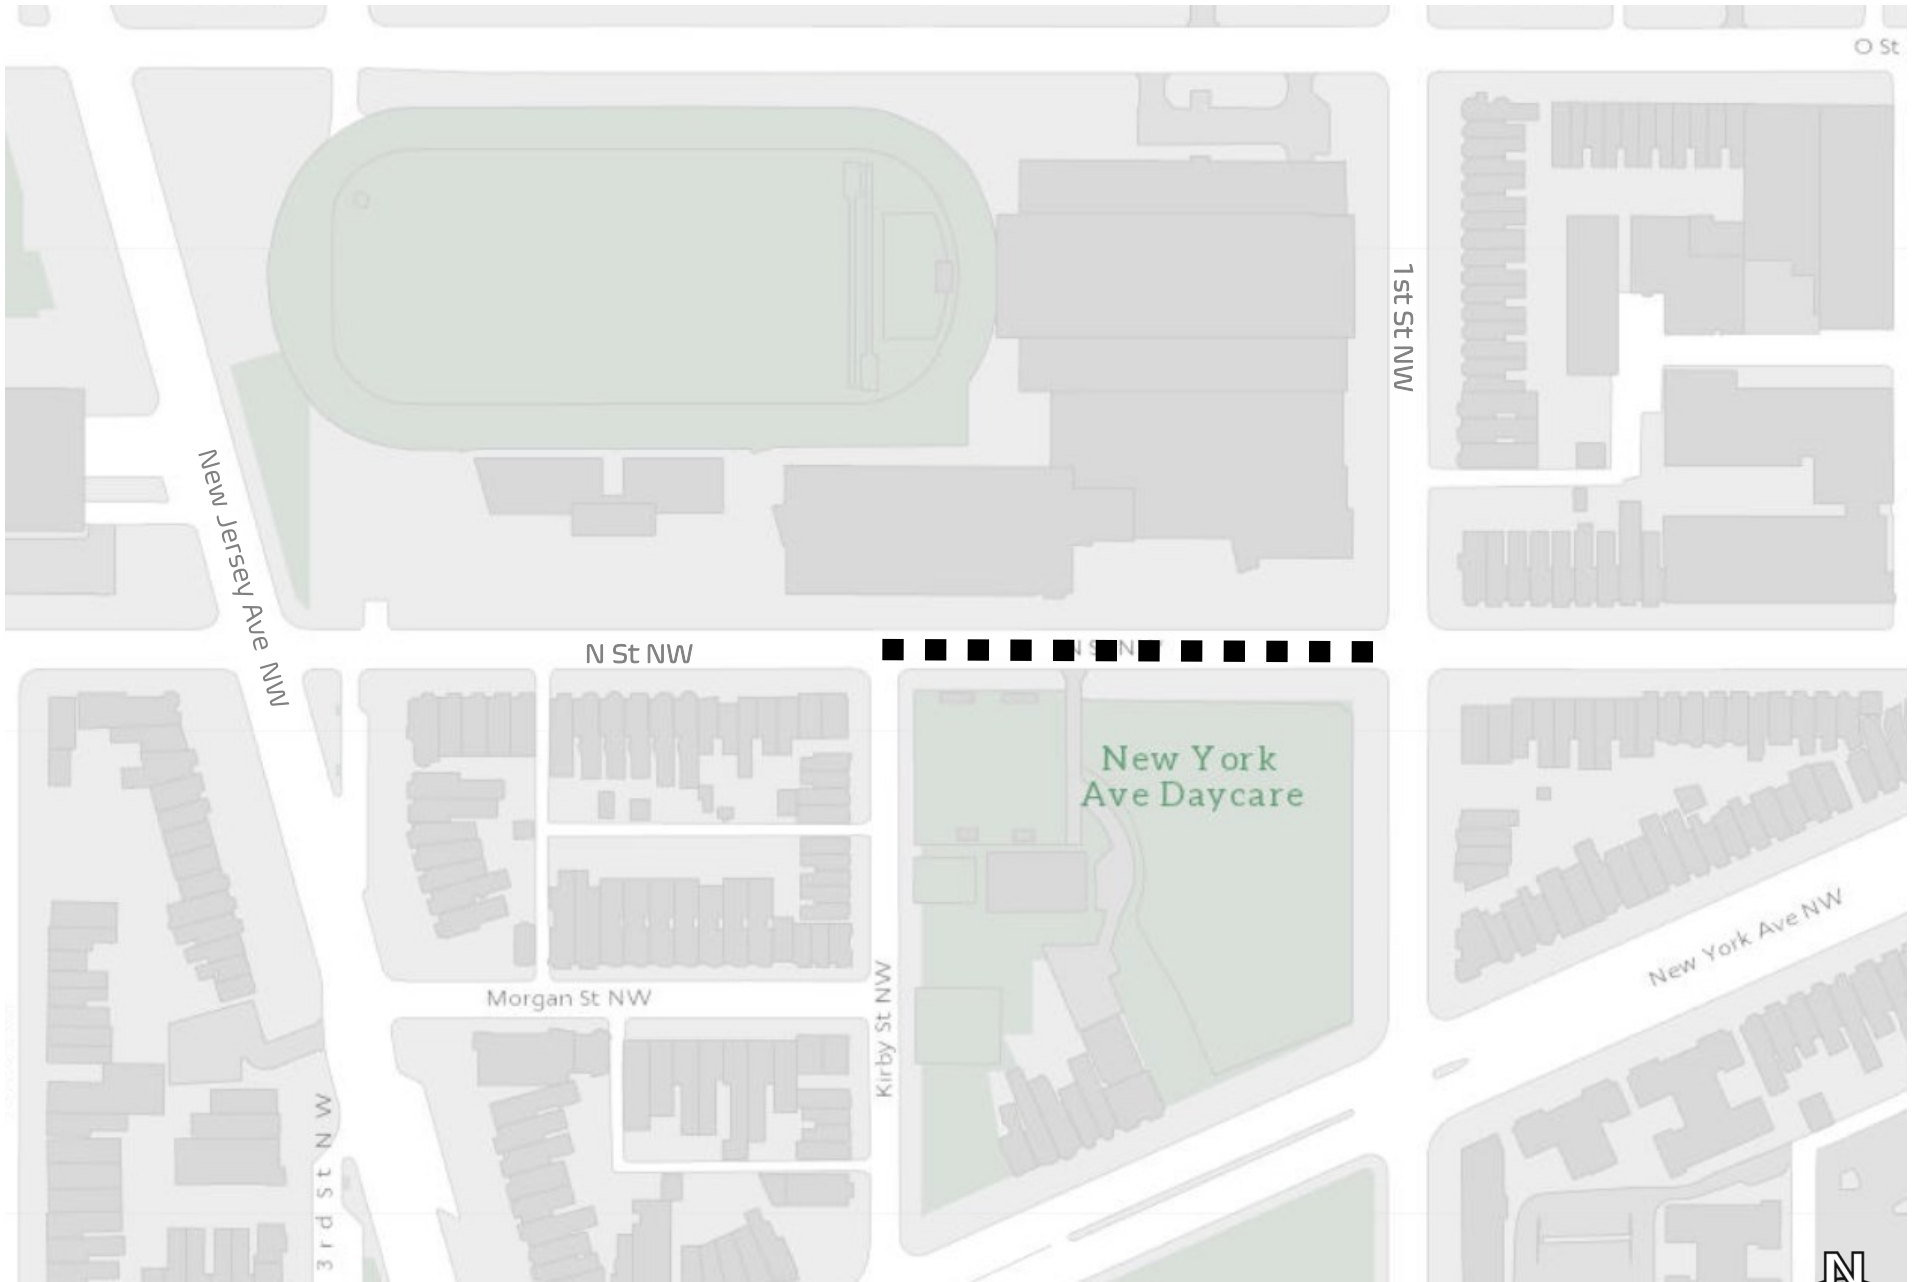 O St
1st St NW
New Jersey Ave NW
N St NW
New York
Ave Daycare
New York Ave NW
Morgan St NW
Kirby St NW
3rd St NW
N